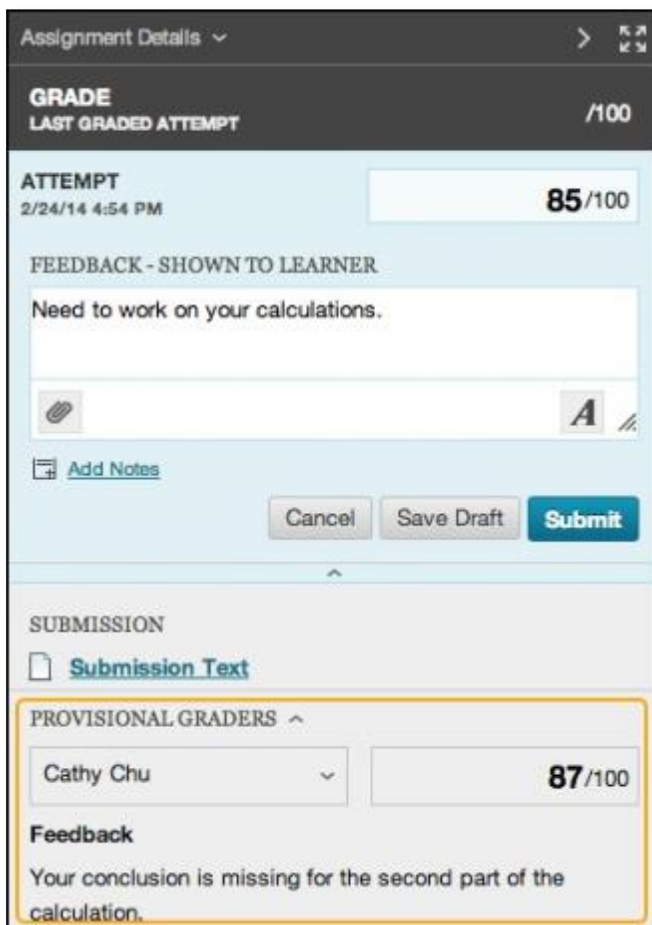 Assignment Details
GRADE
LAST GRADED ATTEMPT
/100
ATTEMPT
2/24/14 4:54 PM
85/100
FEEDBACK - SHOWN TO LEARNER
Need to work on your calculations.
A
Add Notes
Cancel Save Draft Submit
SUBMISSION
Submission Text
PROVISIONAL GRADERS
Cathy Chu
87/100
Feedback
Your conclusion is missing for the second part of the
calculation.